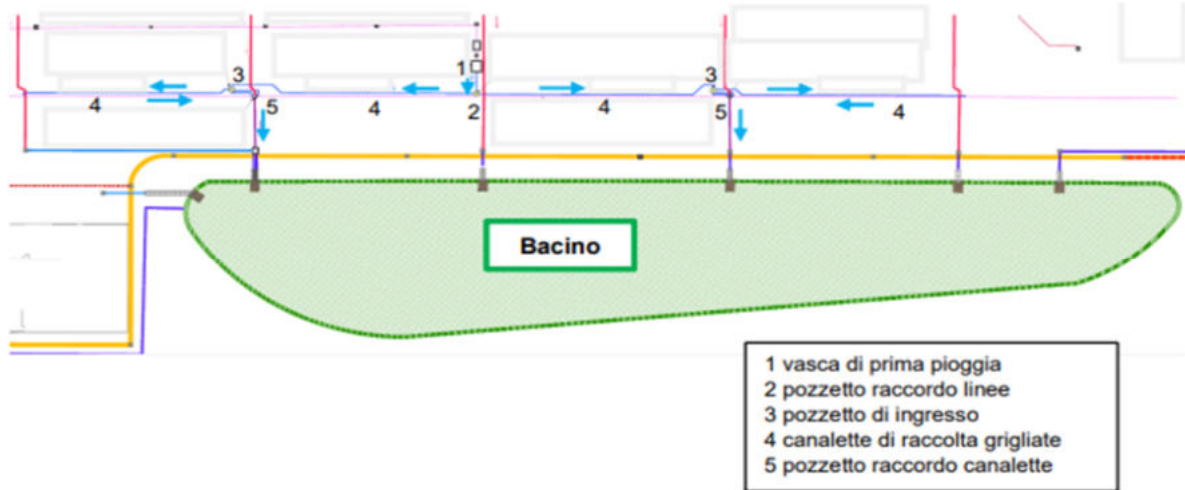 1
3
3
4
4
4
4
5
2
5
Bacino
1 vasca di prima pioggia
2 pozzetto raccordo linee
3 pozzetto di ingresso
4 canalette di raccolta grigliate
5 pozzetto raccordo canalette